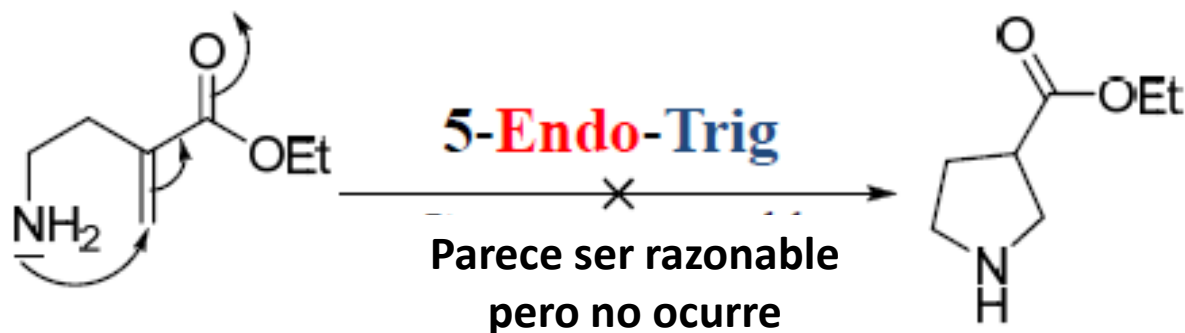 O
OEt
NH₂
5-Endo-Trig
Parece ser razonable
pero no ocurre
O
OEt
N
H